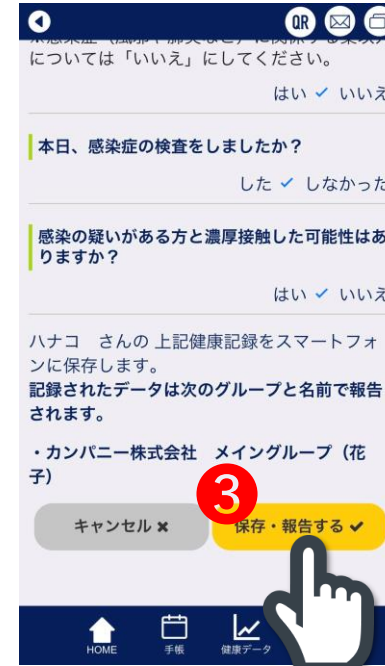 QR
については「いいえ」にしてください。
はい ✓ いいえ
本日、感染症の検査をしましたか？
した ✓ しなかった
感染の疑いがある方と濃厚接触した可能性はあ
りますか？
はい ✓ いいえ
ハナコ　さんの 上記健康記録をスマートフォ
ンに保存します。
記録されたデータは次のグループと名前で報告
されます。
・カンパニー株式会社　メイングループ（花
子）
3
キャンセル ✖ 保存・報告する ✔
HOME 手帳 健康データ